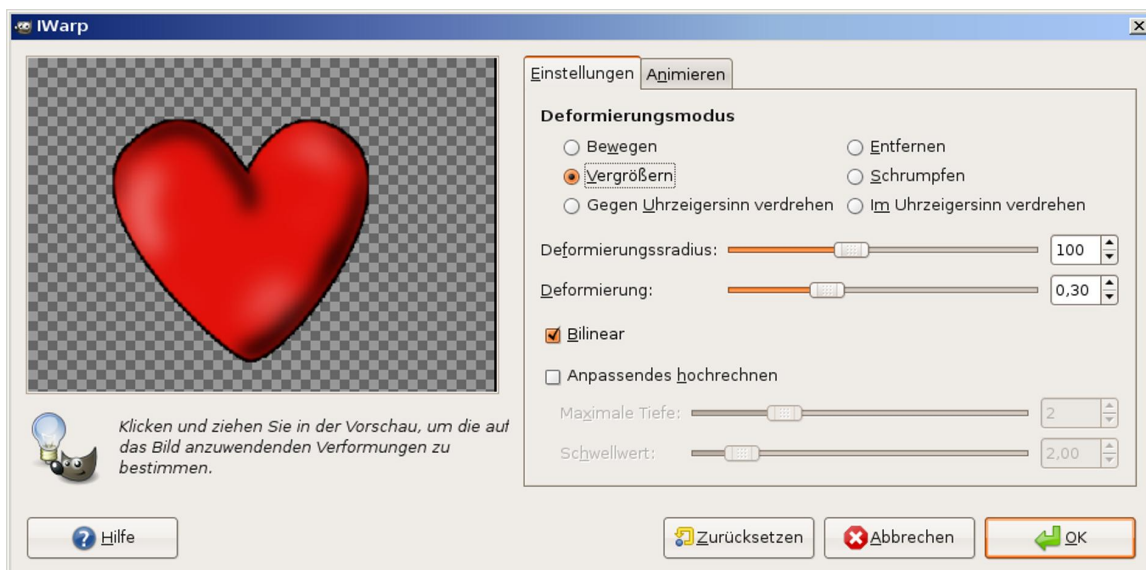 IWarp
Einstellungen
Animieren
Deformierungsmodus
Bewegen
Entfernen
Vergrößern
Schrumpfen
Gegen Uhrzeigersinn verdrehen
Im Uhrzeigersinn verdrehen
Deformierungssradius:
100
Deformierung:
0,30
Bilinear
Anpassendes hochrechnen
Maximale Tiefe:
2
Schwellwert:
2,00
Klicken und ziehen Sie in der Vorschau, um die auf
das Bild anzuwendenden Verformungen zu
bestimmen.
Hilfe
Zurücksetzen
Abbrechen
OK